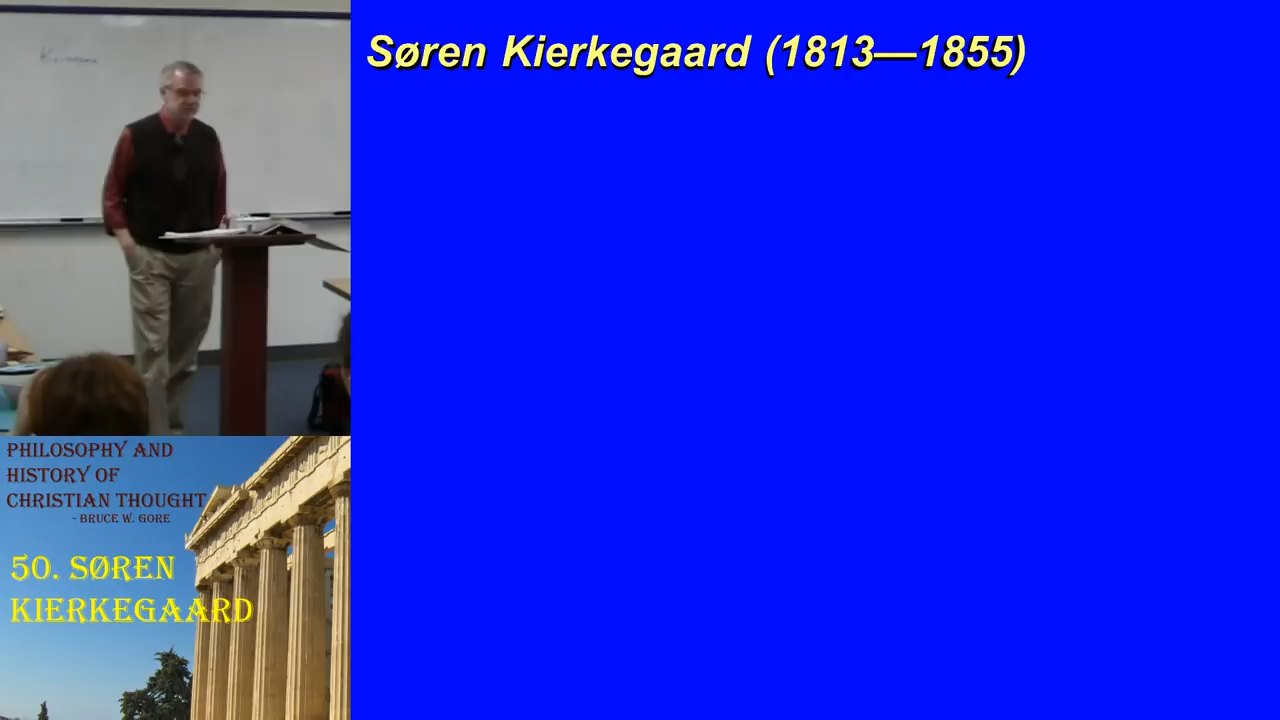 Søren Kierkegaard (1813—1855)
PHILOSOPHY AND
HISTORY OF
CHRISTIAN THOUGHT
- BRUCE W. GORE
50. SØREN
KIERKEGAARD